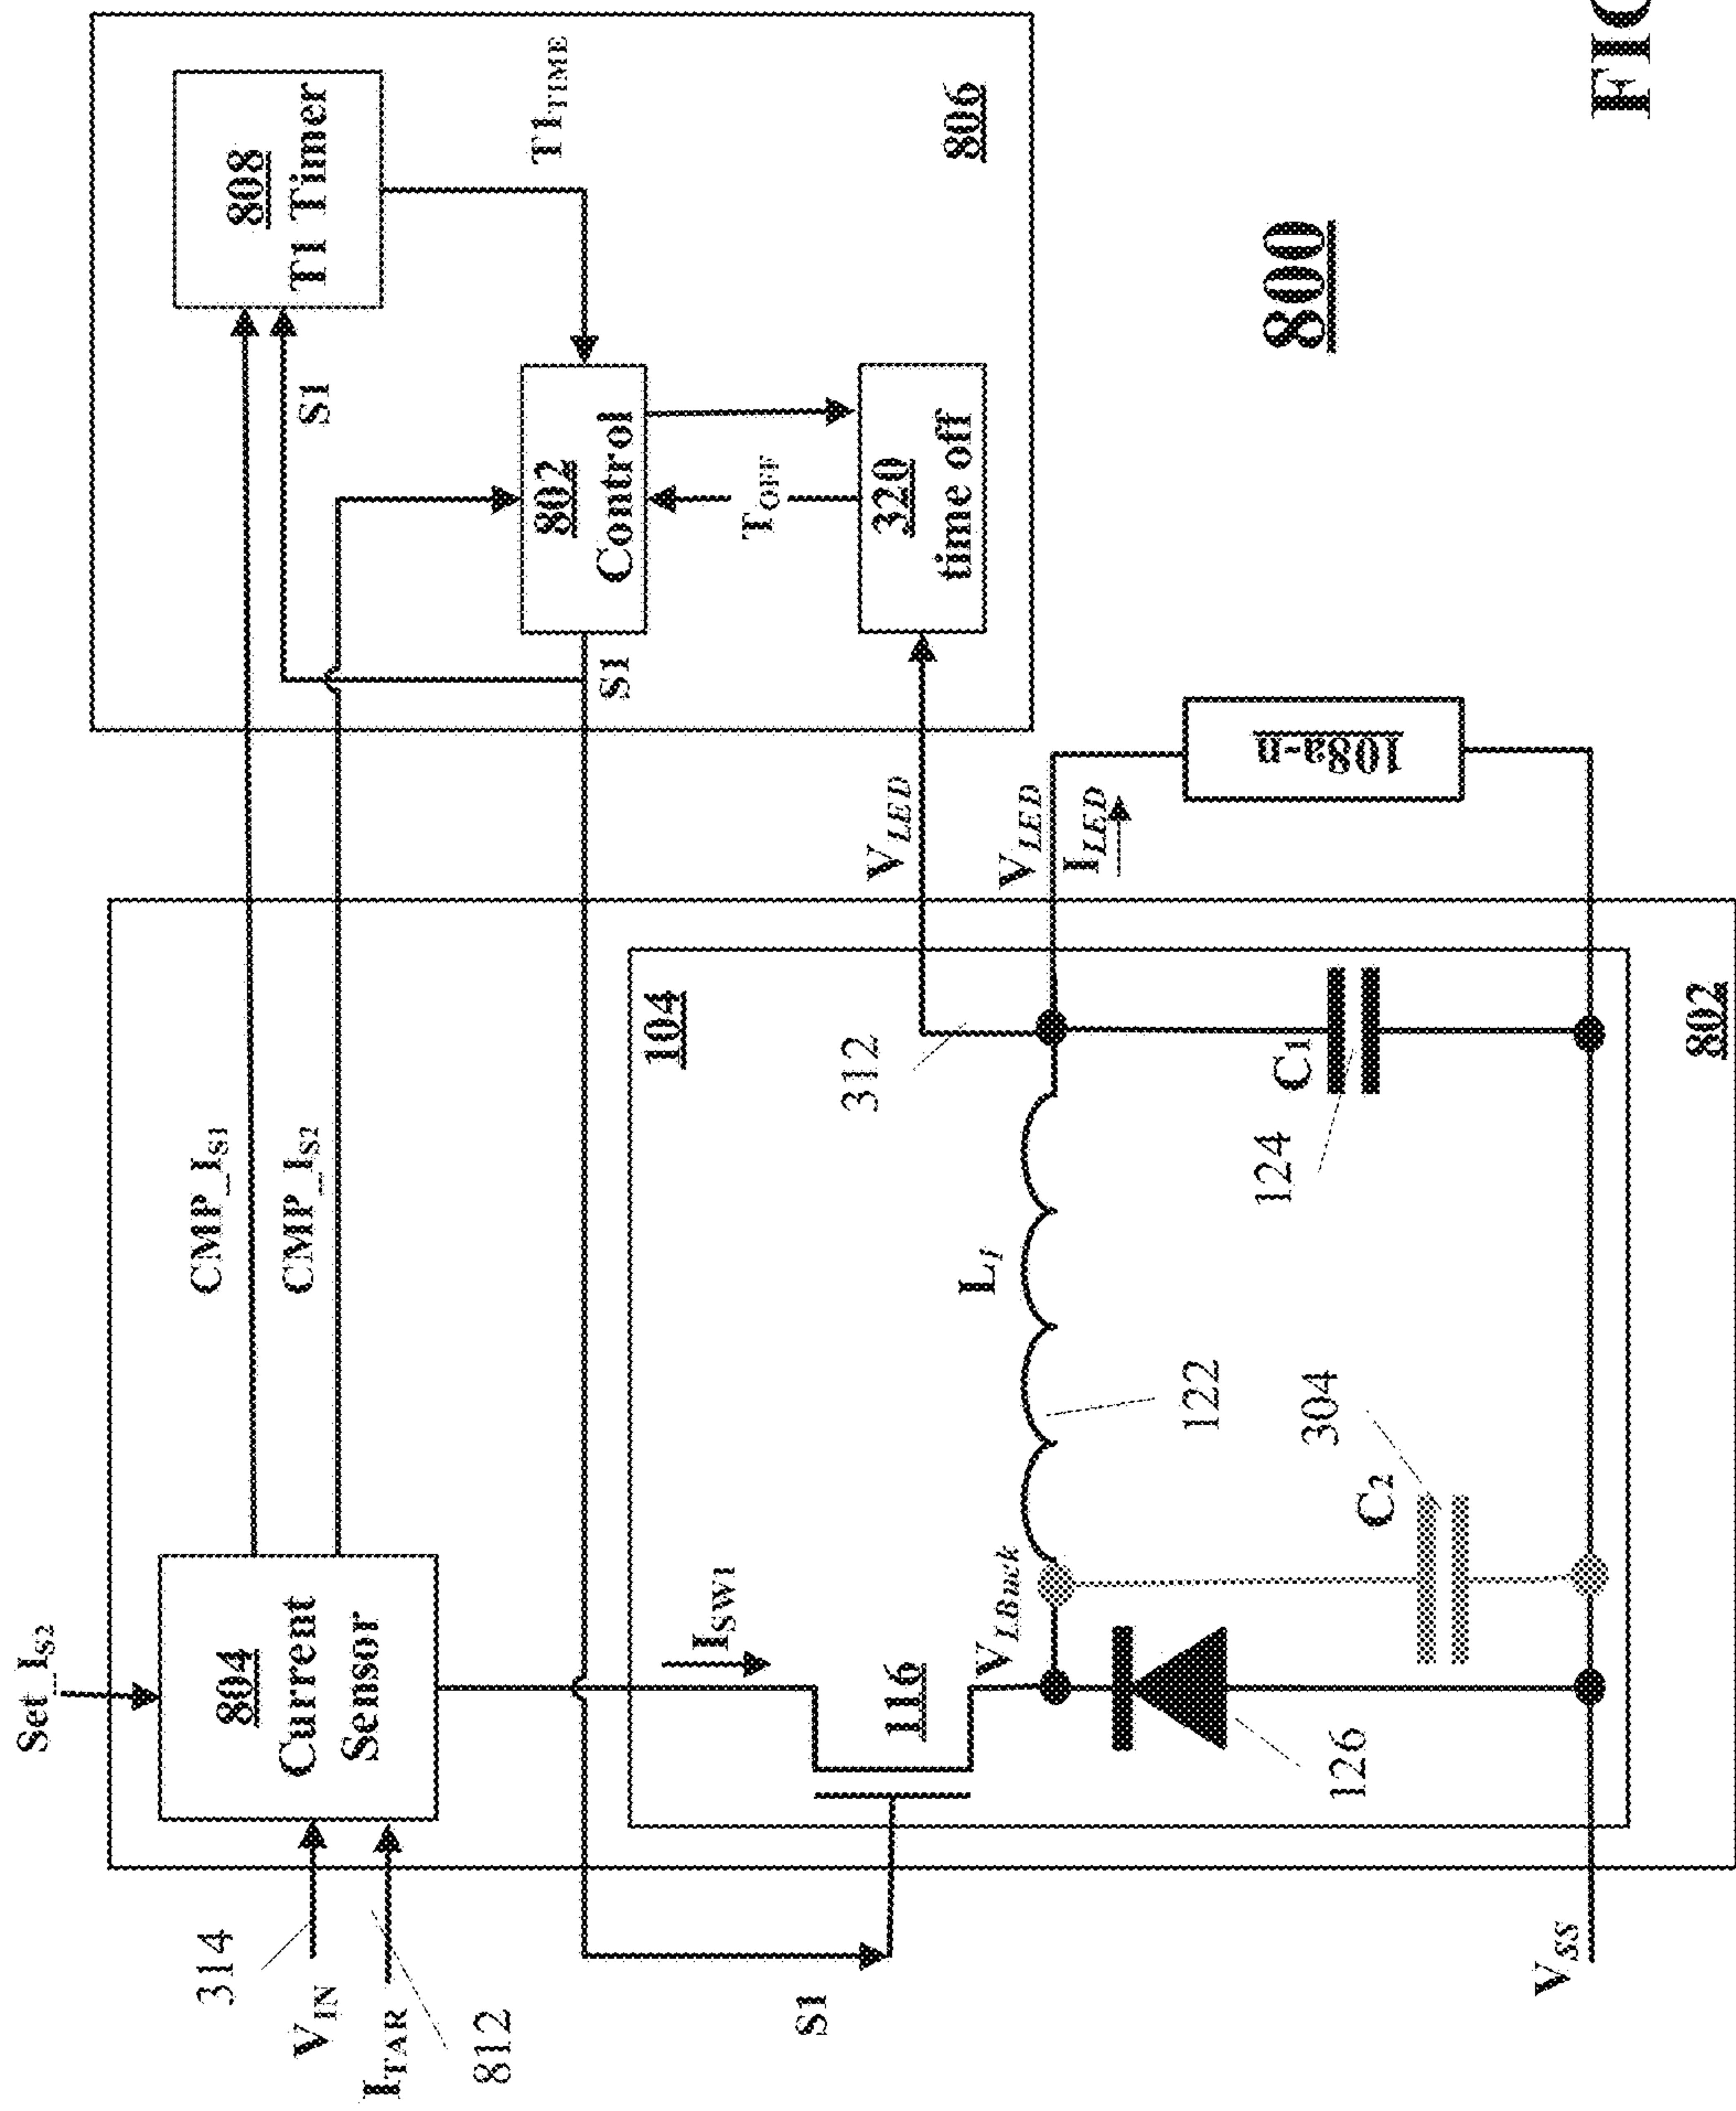 Set_IS2
314
VIN
ITAR
812
804
Current
Sensor
CMP_IS1
CMP_IS2
808
T1 Timer
T1TIME
S1
802
Control
S1
TOFF
320
time off
806
ISW1
S1
116
VLBuck
104
312
VLED
VLED
ILED
L1
122
C1
124
C2
304
126
108a-n
802
VSS
800
FIG